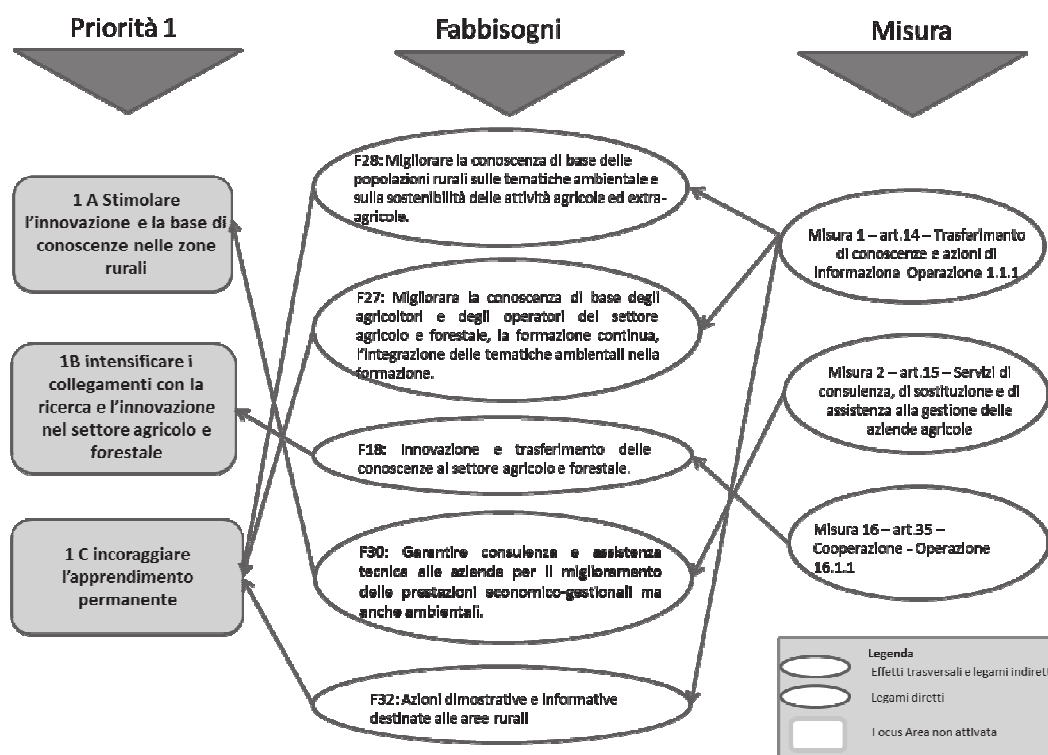 Priorità 1
Fabbisogni
Misura
1 A Stimolare
l'innovazione e la base di
conoscenze nelle zone
rurali
1B intensificare i
collegamenti con la
ricerca e l'innovazione
nel settore agricolo e
forestale
1 C incoraggiare
l'apprendimento
permanente
F28: Migliorare la conoscenza di base delle
popolazioni rurali sulle tematiche ambientale e
sulla sostenibilità delle attività agricole ed extra-
agricole.
F27: Migliorare la conoscenza di base degli
agricoltori e degli operatori del settore
agricolo e forestale, la formazione continua,
l'integrazione delle tematiche ambientali nella
formazione.
F18: Innovazione e trasferimento delle
conoscenze al settore agricolo e forestale.
F30: Garantire consulenza e assistenza
tecnica alle aziende per il miglioramento
delle prestazioni economico-gestionali ma
anche ambientali.
F32: Azioni dimostrative e informative
destinate alle aree rurali
Misura 1 – art.14 – Trasferimento
di conoscenze e azioni di
informazione Operazione 1.1.1
Misura 2 – art.15 – Servizi di
consulenza, di sostituzione e di
assistenza alla gestione delle
aziende agricole
Misura 16 – art.35 –
Cooperazione - Operazione
16.1.1
Legenda
Effetti trasversali e legami indirett
Legami diretti
Focus Area non attivata